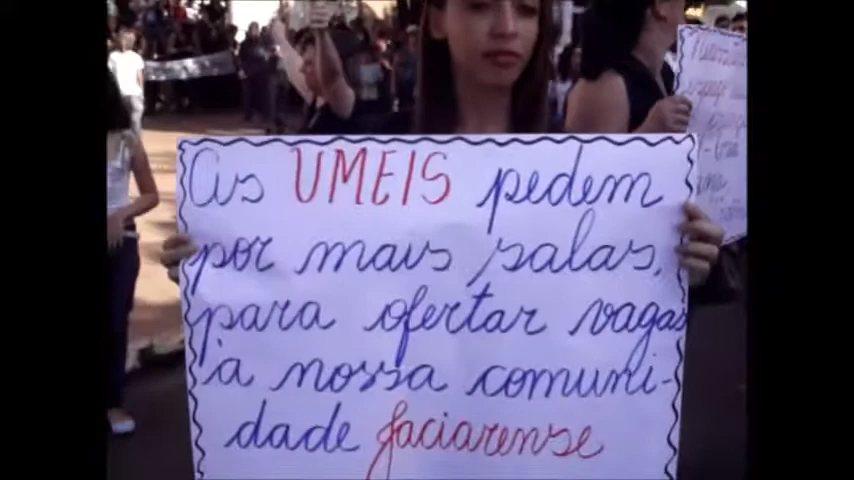 As UMEIS pedem
por mais salas,
para ofertar vagas
à nossa comuni-
dade faciarense